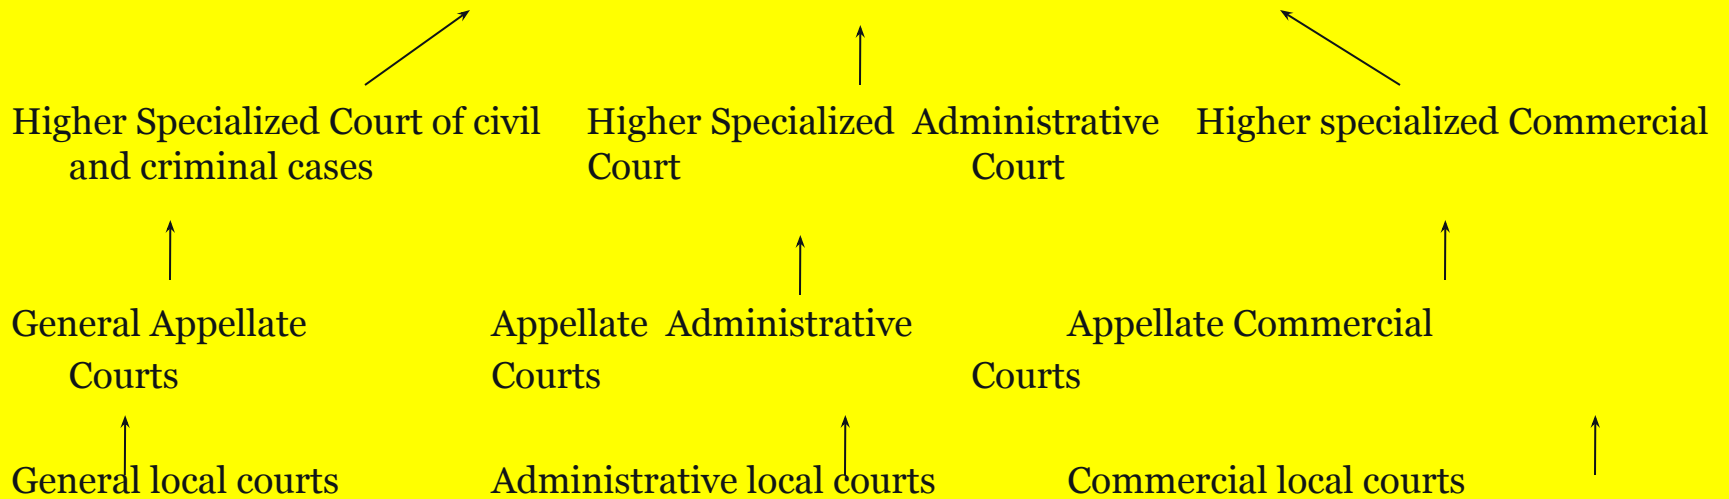 Higher Specialized Court of civil Higher Specialized Administrative Higher specialized Commercial
and criminal cases Court Court
General Appellate Appellate Administrative Appellate Commercial
Courts Courts Courts
General local courts Administrative local courts Commercial local courts